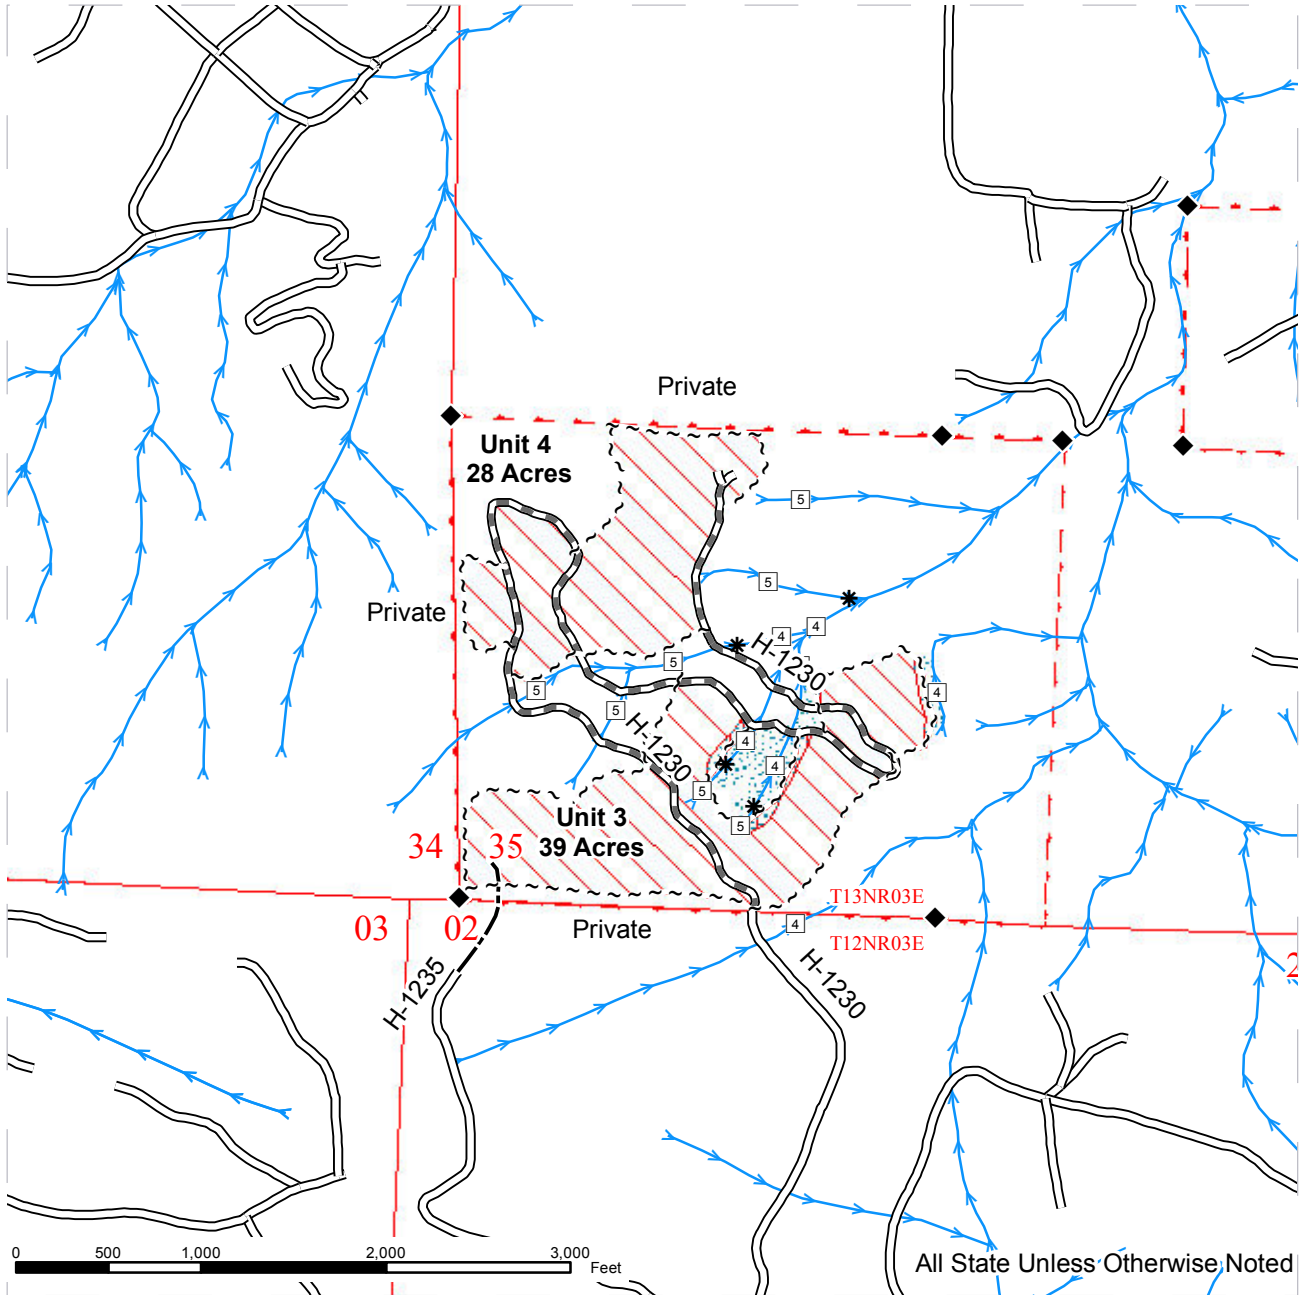 Private
Unit 4
28 Acres
5
5
Private
4
4
5
H-1230
5
4
5
H-1230
4
4
5
5
Unit 3
39 Acres
34
35
T13NR03E
03
02
Private
4
T12NR03E
2
H-1235
H-1230
0
500
1,000
2,000
3,000
Feet
All State Unless Otherwise Noted